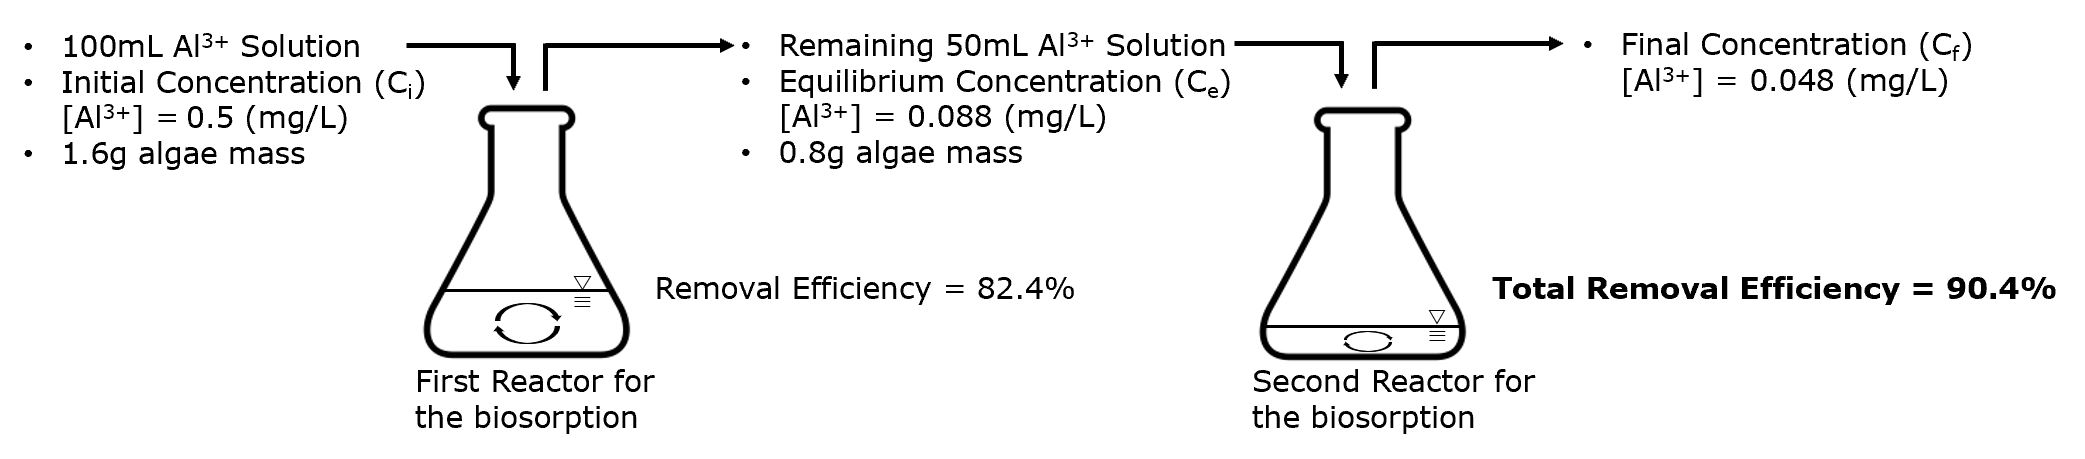 • 100mL Al³⁺ Solution
• Initial Concentration (Cᵢ)
[Al³⁺] = 0.5 (mg/L)
• 1.6g algae mass
• Remaining 50mL Al³⁺ Solution
• Equilibrium Concentration (Cₑ)
[Al³⁺] = 0.088 (mg/L)
• 0.8g algae mass
• Final Concentration (C_f)
[Al³⁺] = 0.048 (mg/L)
Removal Efficiency = 82.4%
Total Removal Efficiency = 90.4%
First Reactor for
the biosorption
Second Reactor for
the biosorption